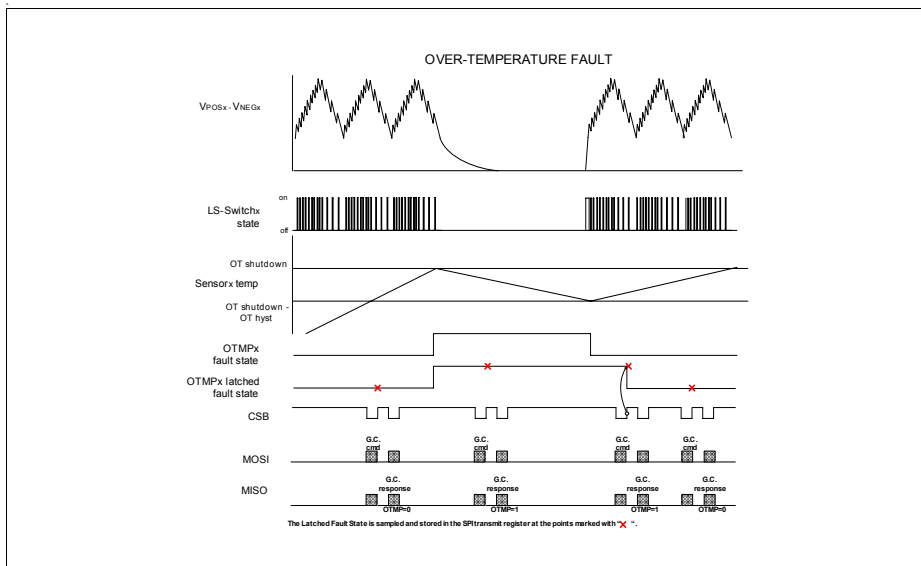 OVER-TEMPERATURE FAULT
VPOSx - VNEGx
on
LS-Switchx
state
off
OT shutdown
Sensorx temp
OT shutdown -
OT hyst
OTMPx
fault state
OTMPx latched
fault state
CSB
G.C. G.C. G.C. G.C.
cmd cmd cmd cmd
MOSI
G.C. G.C. G.C. G.C.
response response response response
MISO
OTMP=0 OTMP=1 OTMP=1 OTMP=0
The Latched Fault State is sampled and stored in the SPI transmit register at the points marked with "X ".